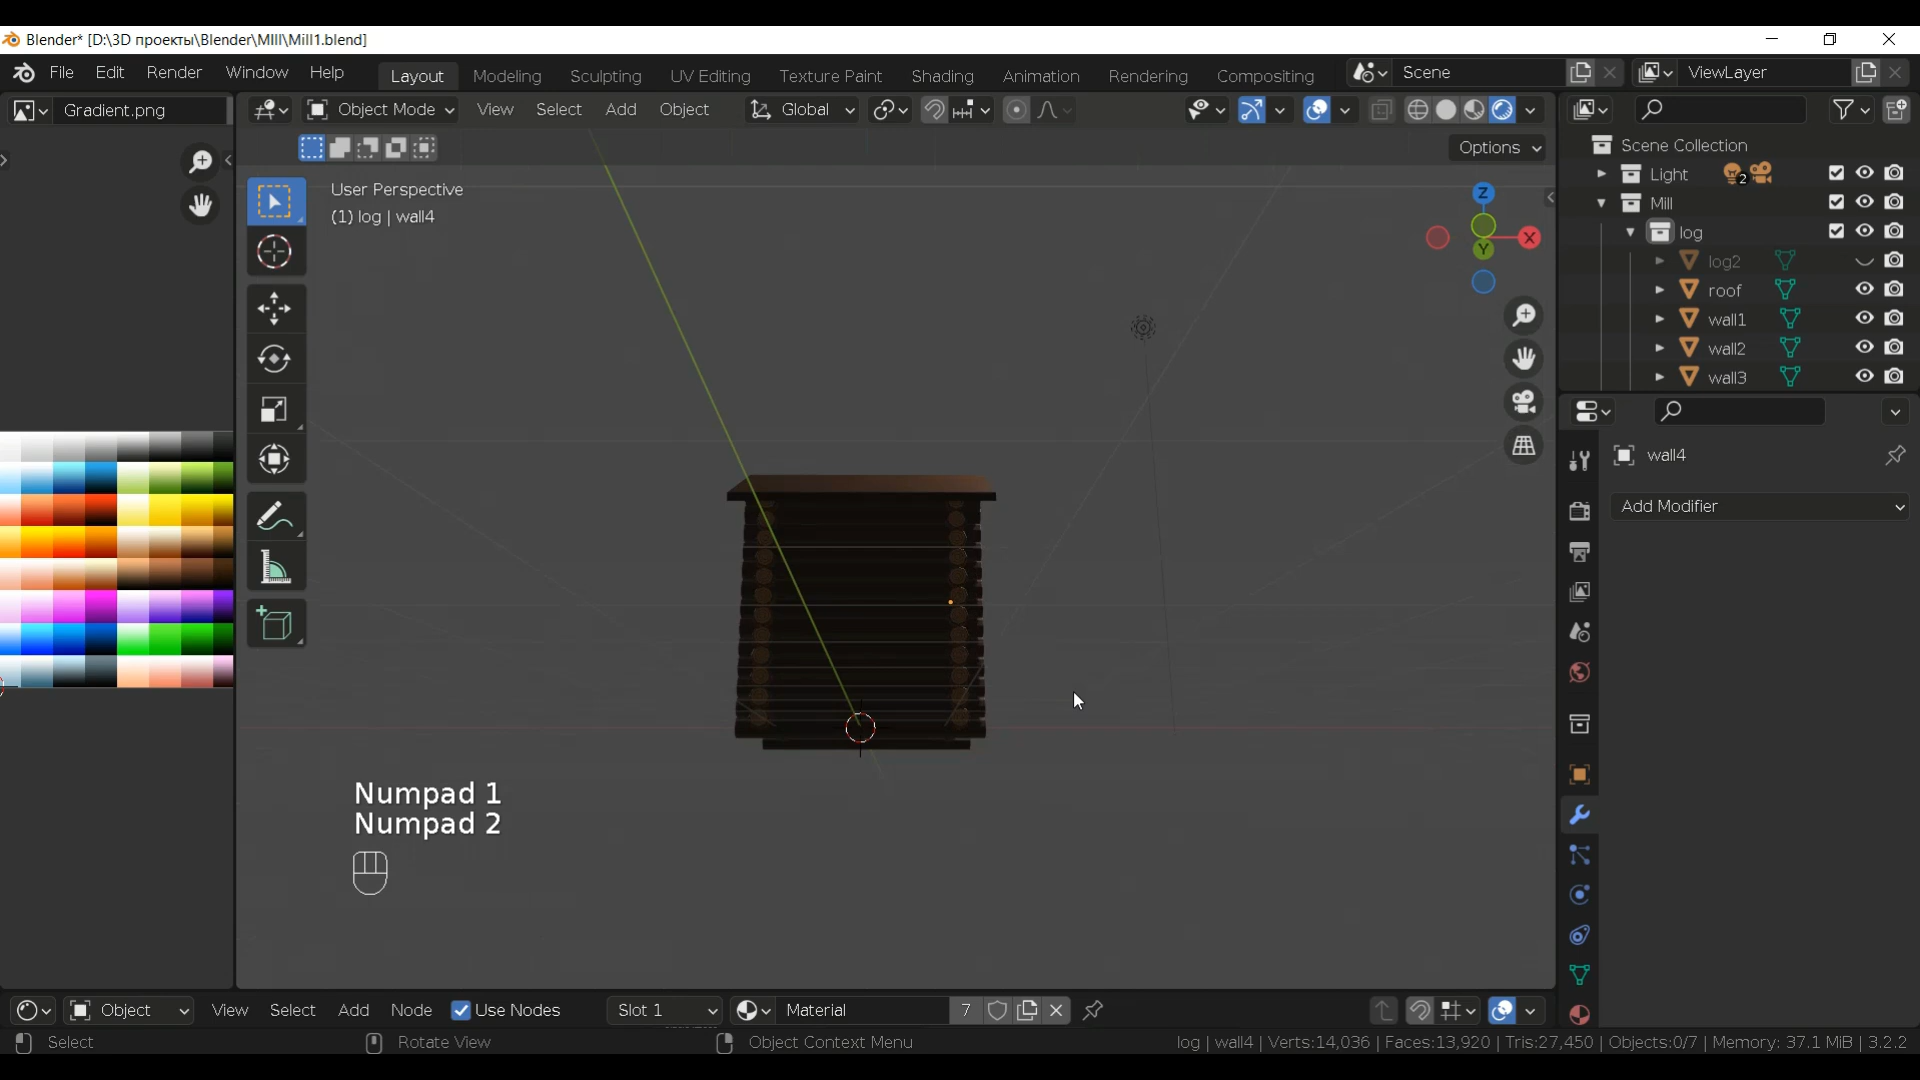 Blender* [D:\3D проекты\Blender\MIll\Mill1.blend]
File Edit Render Window Help Layout Modeling Sculpting UV Editing Texture Paint Shading Animation Rendering Compositing Scene ViewLayer
Gradient.png Object Mode View Select Add Object Global
Options
User Perspective
(1) log | wall4
Z
X
Y
Scene Collection
Light 2
Mill
log
log2
roof
wall1
wall2
wall3
wall4
Add Modifier
Numpad 1
Numpad 2
Object View Select Add Node Use Nodes Slot 1 Material 7
Select Rotate View Object Context Menu log | wall4 | Verts:14,036 | Faces:13,920 | Tris:27,450 | Objects:0/7 | Memory: 37.1 MiB | 3.2.2